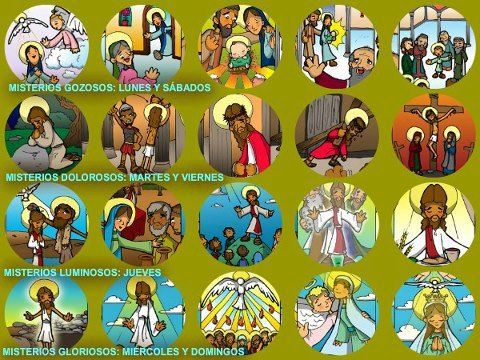 MISTERIOS GOZOSOS: LUNES Y SÁBADOS
MISTERIOS DOLOROSOS: MARTES Y VIERNES
MISTERIOS LUMINOSOS: JUEVES
MISTERIOS GLORIOSOS: MIÉRCOLES Y DOMINGOS